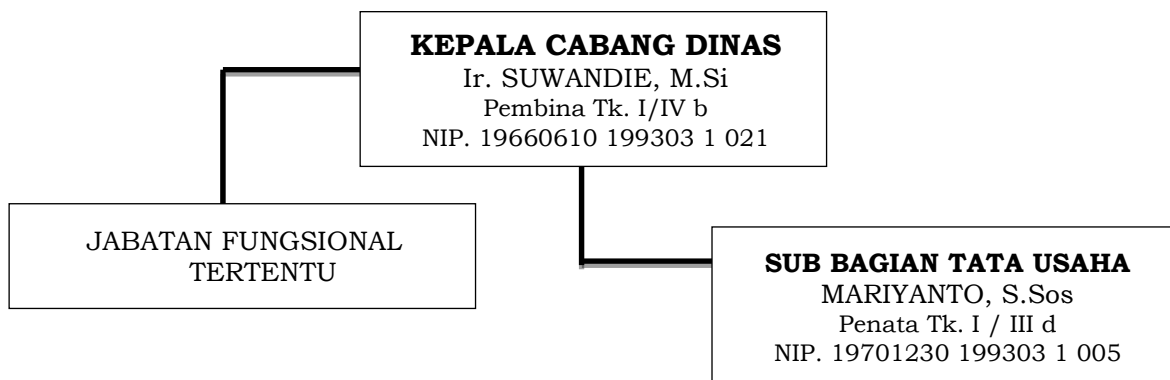 KEPALA CABANG DINAS
Ir. SUWANDIE, M.Si
Pembina Tk. I/IV b
NIP. 19660610 199303 1 021
JABATAN FUNGSIONAL
TERTENTU
SUB BAGIAN TATA USAHA
MARIYANTO, S.Sos
Penata Tk. I / III d
NIP. 19701230 199303 1 005